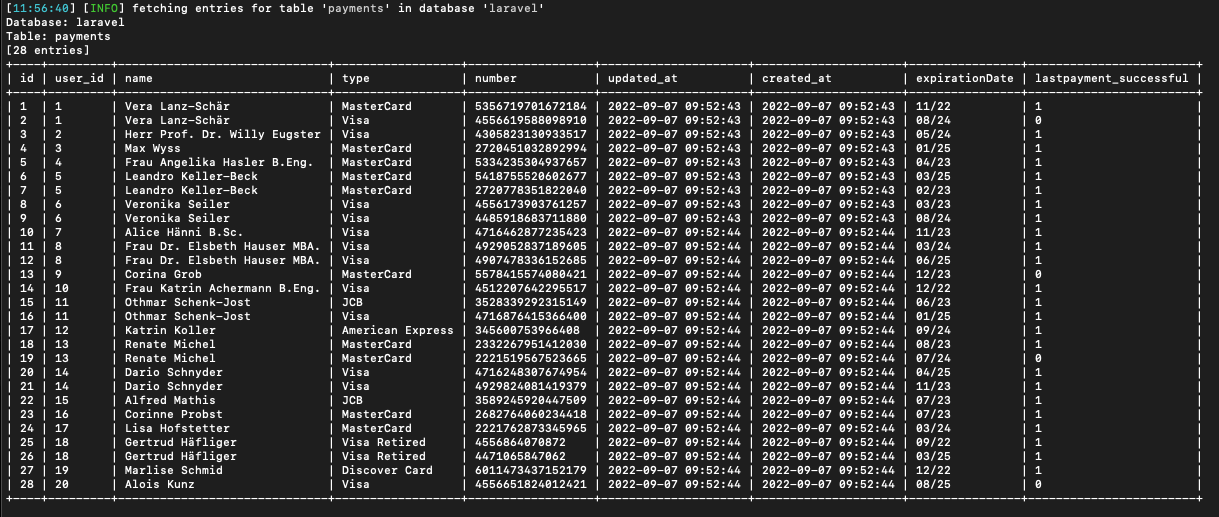 [11:56:40] [INFO] fetching entries for table 'payments' in database 'laravel'
Database: laravel
Table: payments
[28 entries]
| id | user_id | name | type | number | updated_at | created_at | expirationDate | lastpayment_successful |
| 1 | 1 | Vera Lanz-Schär | MasterCard | 5356719701672184 | 2022-09-07 09:52:43 | 2022-09-07 09:52:43 | 11/22 | 1 |
| 2 | 1 | Vera Lanz-Schär | Visa | 4556619588098910 | 2022-09-07 09:52:43 | 2022-09-07 09:52:43 | 08/24 | 0 |
| 3 | 2 | Herr Prof. Dr. Willy Eugster | Visa | 4305823130933517 | 2022-09-07 09:52:43 | 2022-09-07 09:52:43 | 05/24 | 1 |
| 4 | 3 | Max Wyss | MasterCard | 2720451032892994 | 2022-09-07 09:52:43 | 2022-09-07 09:52:43 | 01/25 | 1 |
| 5 | 4 | Frau Angelika Hasler B.Eng. | MasterCard | 5334235304937657 | 2022-09-07 09:52:43 | 2022-09-07 09:52:43 | 04/23 | 1 |
| 6 | 5 | Leandro Keller-Beck | MasterCard | 5418755520602677 | 2022-09-07 09:52:43 | 2022-09-07 09:52:43 | 03/25 | 1 |
| 7 | 5 | Leandro Keller-Beck | MasterCard | 2720778351822040 | 2022-09-07 09:52:43 | 2022-09-07 09:52:43 | 02/23 | 1 |
| 8 | 6 | Veronika Seiler | Visa | 4556173903761257 | 2022-09-07 09:52:43 | 2022-09-07 09:52:43 | 03/23 | 1 |
| 9 | 6 | Veronika Seiler | Visa | 4485918683711880 | 2022-09-07 09:52:43 | 2022-09-07 09:52:43 | 08/24 | 1 |
| 10 | 7 | Alice Hänni B.Sc. | Visa | 4716462877235423 | 2022-09-07 09:52:44 | 2022-09-07 09:52:44 | 11/23 | 1 |
| 11 | 8 | Frau Dr. Elsbeth Hauser MBA. | Visa | 4929052837189605 | 2022-09-07 09:52:44 | 2022-09-07 09:52:44 | 03/24 | 1 |
| 12 | 8 | Frau Dr. Elsbeth Hauser MBA. | Visa | 4907478336152685 | 2022-09-07 09:52:44 | 2022-09-07 09:52:44 | 06/25 | 1 |
| 13 | 9 | Corina Grob | MasterCard | 5578415574080421 | 2022-09-07 09:52:44 | 2022-09-07 09:52:44 | 12/23 | 0 |
| 14 | 10 | Frau Katrin Achermann B.Eng. | Visa | 4512207642295517 | 2022-09-07 09:52:44 | 2022-09-07 09:52:44 | 12/22 | 1 |
| 15 | 11 | Othmar Schenk-Jost | JCB | 3528339292315149 | 2022-09-07 09:52:44 | 2022-09-07 09:52:44 | 06/23 | 1 |
| 16 | 11 | Othmar Schenk-Jost | Visa | 4716876415366400 | 2022-09-07 09:52:44 | 2022-09-07 09:52:44 | 01/25 | 1 |
| 17 | 12 | Katrin Koller | American Express | 345600753966408 | 2022-09-07 09:52:44 | 2022-09-07 09:52:44 | 09/24 | 1 |
| 18 | 13 | Renate Michel | MasterCard | 2332267951412030 | 2022-09-07 09:52:44 | 2022-09-07 09:52:44 | 08/23 | 1 |
| 19 | 13 | Renate Michel | MasterCard | 2221519567523665 | 2022-09-07 09:52:44 | 2022-09-07 09:52:44 | 07/24 | 0 |
| 20 | 14 | Dario Schnyder | Visa | 4716248307674954 | 2022-09-07 09:52:44 | 2022-09-07 09:52:44 | 04/25 | 1 |
| 21 | 14 | Dario Schnyder | Visa | 4929824081419379 | 2022-09-07 09:52:44 | 2022-09-07 09:52:44 | 11/23 | 1 |
| 22 | 15 | Alfred Mathis | JCB | 3589245920447509 | 2022-09-07 09:52:44 | 2022-09-07 09:52:44 | 07/23 | 1 |
| 23 | 16 | Corinne Probst | MasterCard | 2682764060234418 | 2022-09-07 09:52:44 | 2022-09-07 09:52:44 | 07/23 | 1 |
| 24 | 17 | Lisa Hofstetter | MasterCard | 2221762873345965 | 2022-09-07 09:52:44 | 2022-09-07 09:52:44 | 03/24 | 1 |
| 25 | 18 | Gertrud Häfliger | Visa Retired | 4556864070872 | 2022-09-07 09:52:44 | 2022-09-07 09:52:44 | 09/22 | 1 |
| 26 | 18 | Gertrud Häfliger | Visa Retired | 4471065847062 | 2022-09-07 09:52:44 | 2022-09-07 09:52:44 | 03/25 | 1 |
| 27 | 19 | Marlise Schmid | Discover Card | 6011473437152179 | 2022-09-07 09:52:44 | 2022-09-07 09:52:44 | 12/22 | 1 |
| 28 | 20 | Alois Kunz | Visa | 4556651824012421 | 2022-09-07 09:52:44 | 2022-09-07 09:52:44 | 08/25 | 0 |